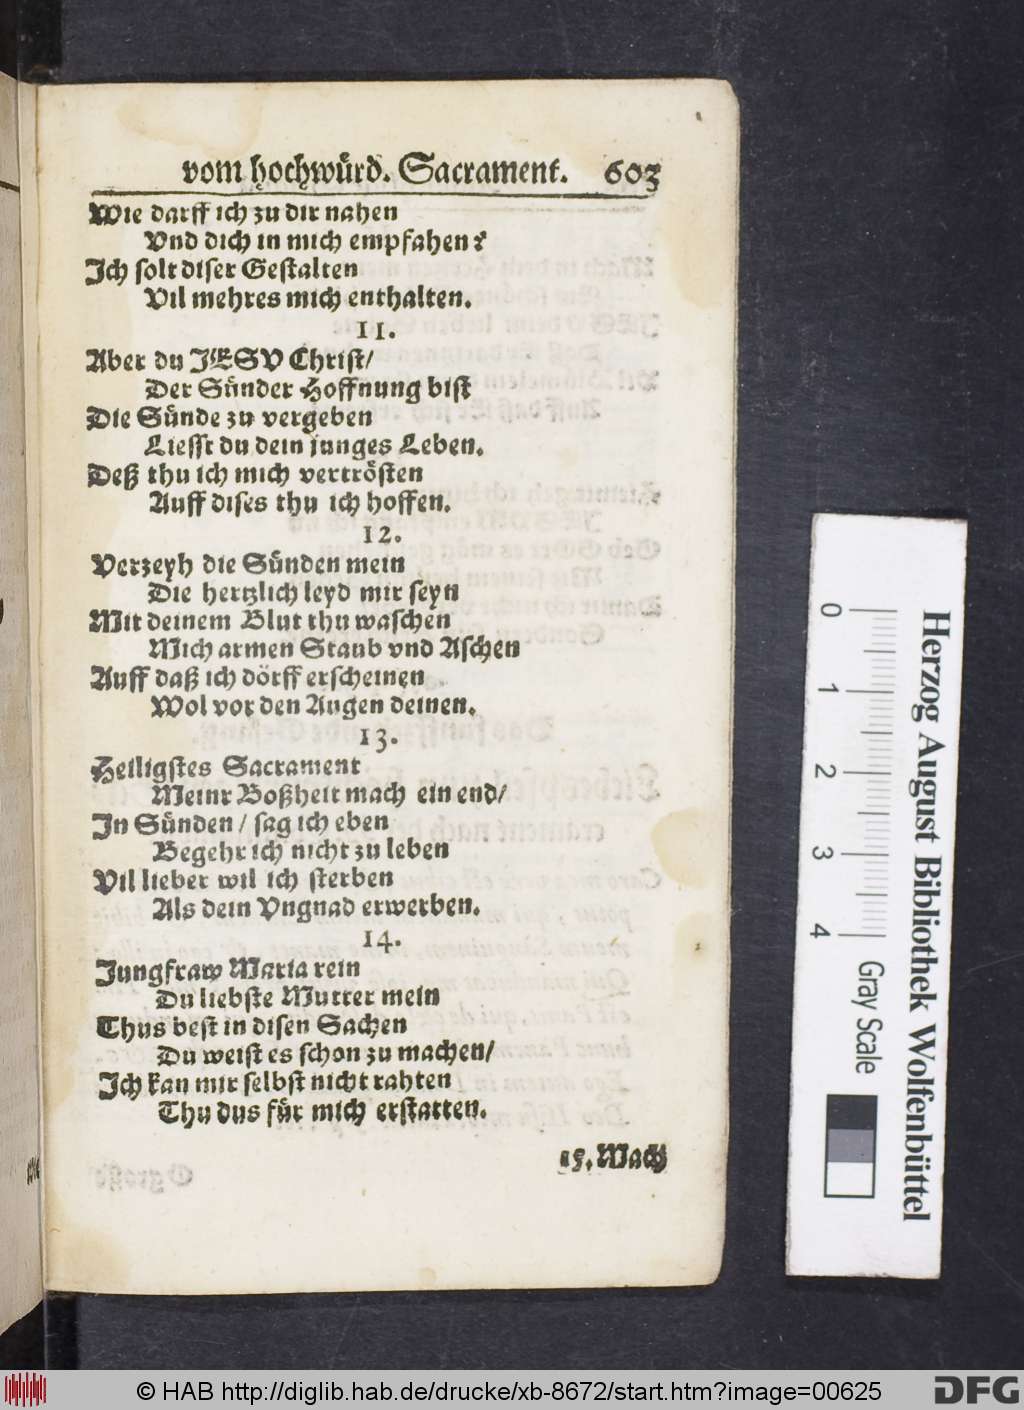 vom hochwürd. Sacrament. 603
Wie darff ich zu dir nahen
Vnd dich in mich empfahen?
Ich solt diser Gestalten
Vil mehres mich enthalten.
11.
Aber du JESV Christ/
Der Sünder Hoffnung bist
Die Sünde zu vergeben
Liesst du dein junges Leben.
Deß thu ich mich vertrösten
Auff dises thu ich hoffen.
12.
Verzeyh die Sünden mein
Die hertzlich leyd mir seyn
Mit deinem Blut thu waschen
Mich armen Staub vnd Aschen
Auff daß ich dörff erscheinen
Wol vor den Augen deinen.
13.
Heiligstes Sacrament
Meinr Boßheit mach ein end/
In Sünden / sag ich eben
Begehr ich nicht zu leben
Vil lieber wil ich sterben
Als dein Vngnad erwerben.
14.
Jungfraw Maria rein
Du liebste Mutter mein
Thus best in disen Sachen
Du weist es schon zu machen/
Ich kan mir selbst nicht rahten
Thu dus für mich erstatten.
15. Wach
Herzog August Bibliothek Wolfenbüttel
0 1 2 3 4
Gray Scale
© HAB http://diglib.hab.de/drucke/xb-8672/start.htm?image=00625
DFG